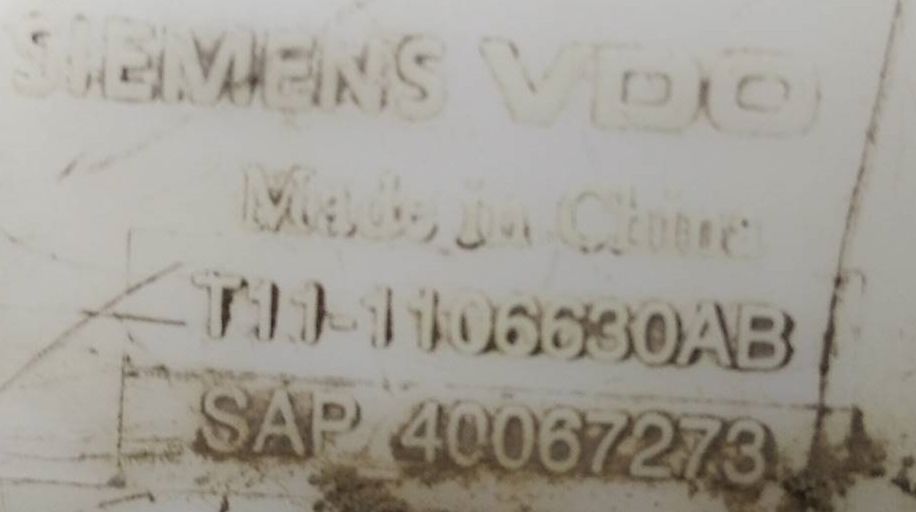 SIEMENS VDO
Made in China
T11-1106630AB
SAP 40067273